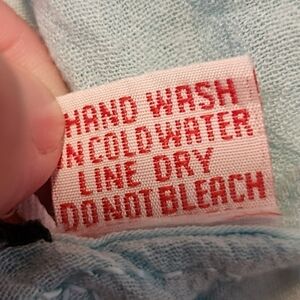 HAND WASH
IN COLD WATER
LINE DRY
DO NOT BLEACH